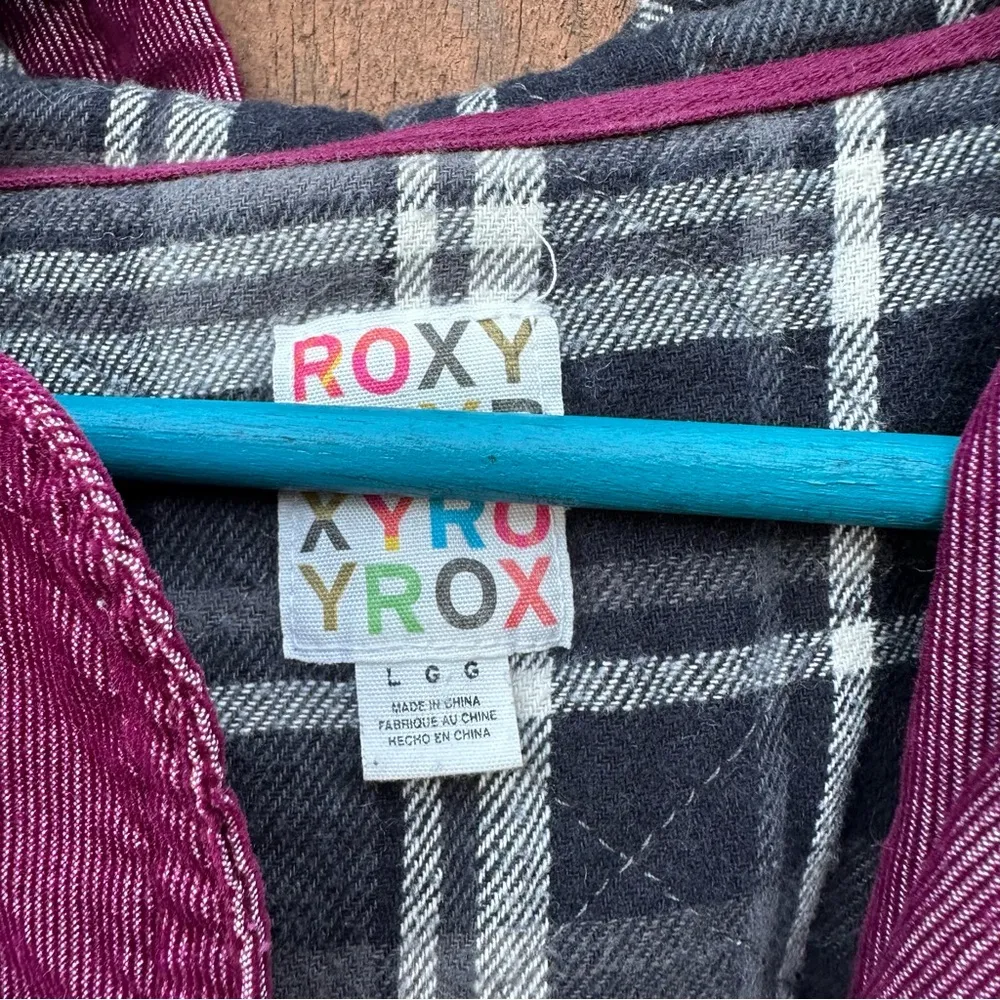 ROXY
XYRO
YROX
L G G
MADE IN CHINA
FABRIQUE AU CHINE
HECHO EN CHINA